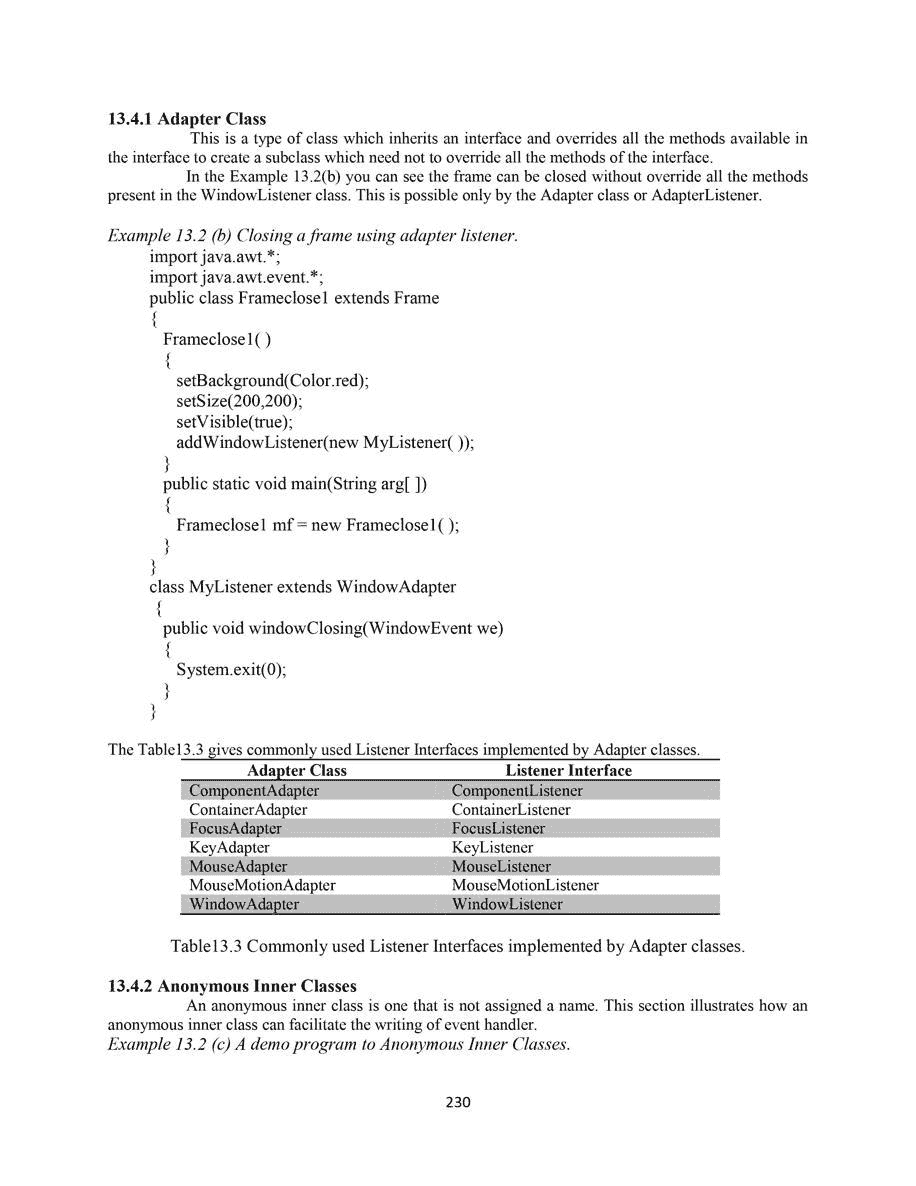 13.4.1 Adapter Class
This is a type of class which inherits an interface and overrides all the methods available in
the interface to create a subclass which need not to override all the methods of the interface.
In the Example 13.2(b) you can see the frame can be closed without override all the methods
present in the WindowListener class. This is possible only by the Adapter class or AdapterListener.
Example 13.2 (b) Closing a frame using adapter listener.
import java.awt.*;
import java.awt.event.*;
public class Frameclose1 extends Frame
{
Frameclose1( )
{
setBackground(Color.red);
setSize(200,200);
setVisible(true);
addWindowListener(new MyListener( ));
}
public static void main(String arg[ ])
{
Frameclose1 mf = new Frameclose1( );
}
}
class MyListener extends WindowAdapter
{
public void windowClosing(WindowEvent we)
{
System.exit(0);
}
}
The Table13.3 gives commonly used Listener Interfaces implemented by Adapter classes.
Adapter Class Listener Interface
ComponentAdapter ComponentListener
ContainerAdapter ContainerListener
FocusAdapter FocusListener
KeyAdapter KeyListener
MouseAdapter MouseListener
MouseMotionAdapter MouseMotionListener
WindowAdapter WindowListener
Table13.3 Commonly used Listener Interfaces implemented by Adapter classes.
13.4.2 Anonymous Inner Classes
An anonymous inner class is one that is not assigned a name. This section illustrates how an
anonymous inner class can facilitate the writing of event handler.
Example 13.2 (c) A demo program to Anonymous Inner Classes.
230